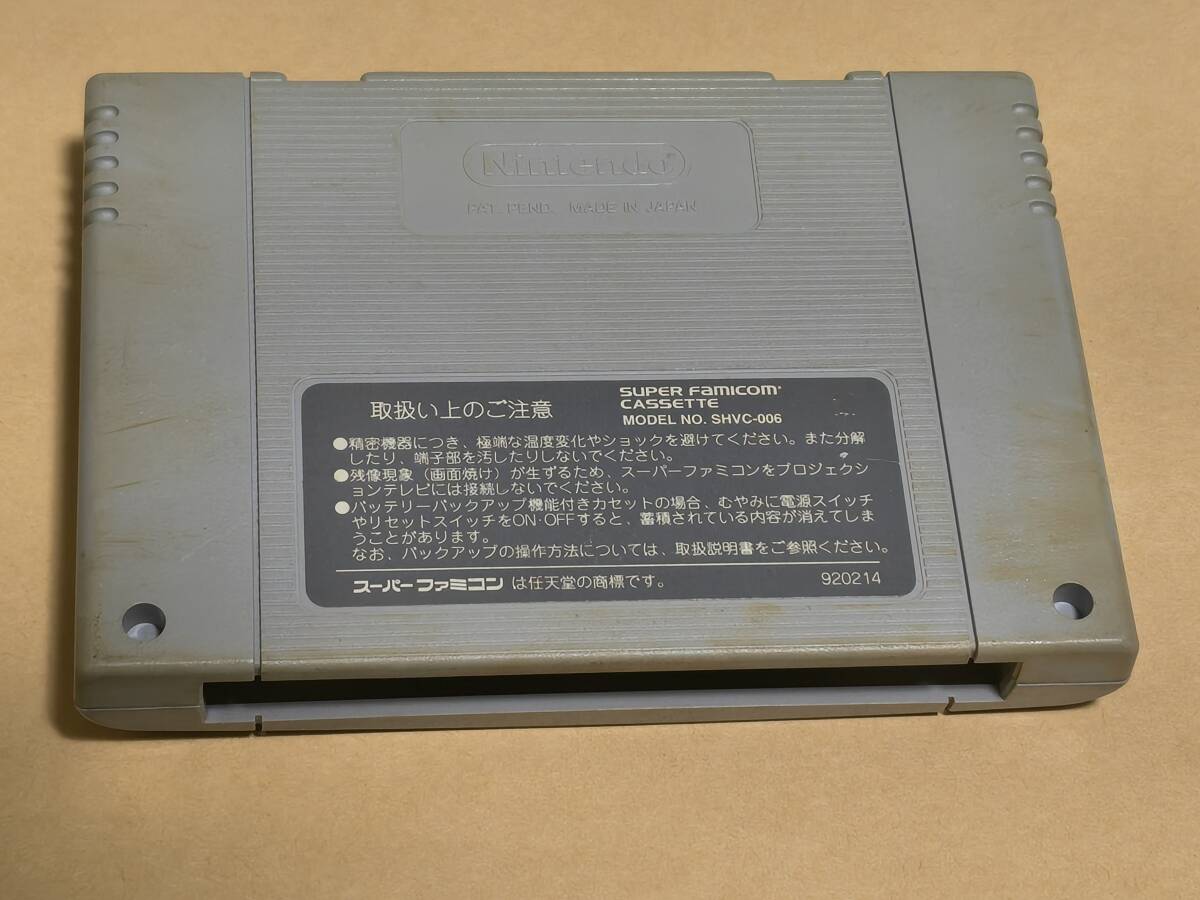 Nintendo
PAT. PEND. MADE IN JAPAN
取扱い上のご注意
SUPER FAMICOM
CASSETTE
MODEL NO. SHVC-006
●精密機器につき、極端な温度変化やショックを避けてください。また分解
したり、端子部を汚したりしないでください。
●残像現象（画面焼け）が生ずるため、スーパーファミコンをプロジェクシ
ョンテレビには接続しないでください。
●バッテリーバックアップ機能付きカセットの場合、むやみに電源スイッチ
やリセットスイッチをON・OFFすると、蓄積されている内容が消えてしま
うことがあります。
なお、バックアップの操作方法については、取扱説明書をご参照ください。
スーパーファミコン は任天堂の商標です。
920214